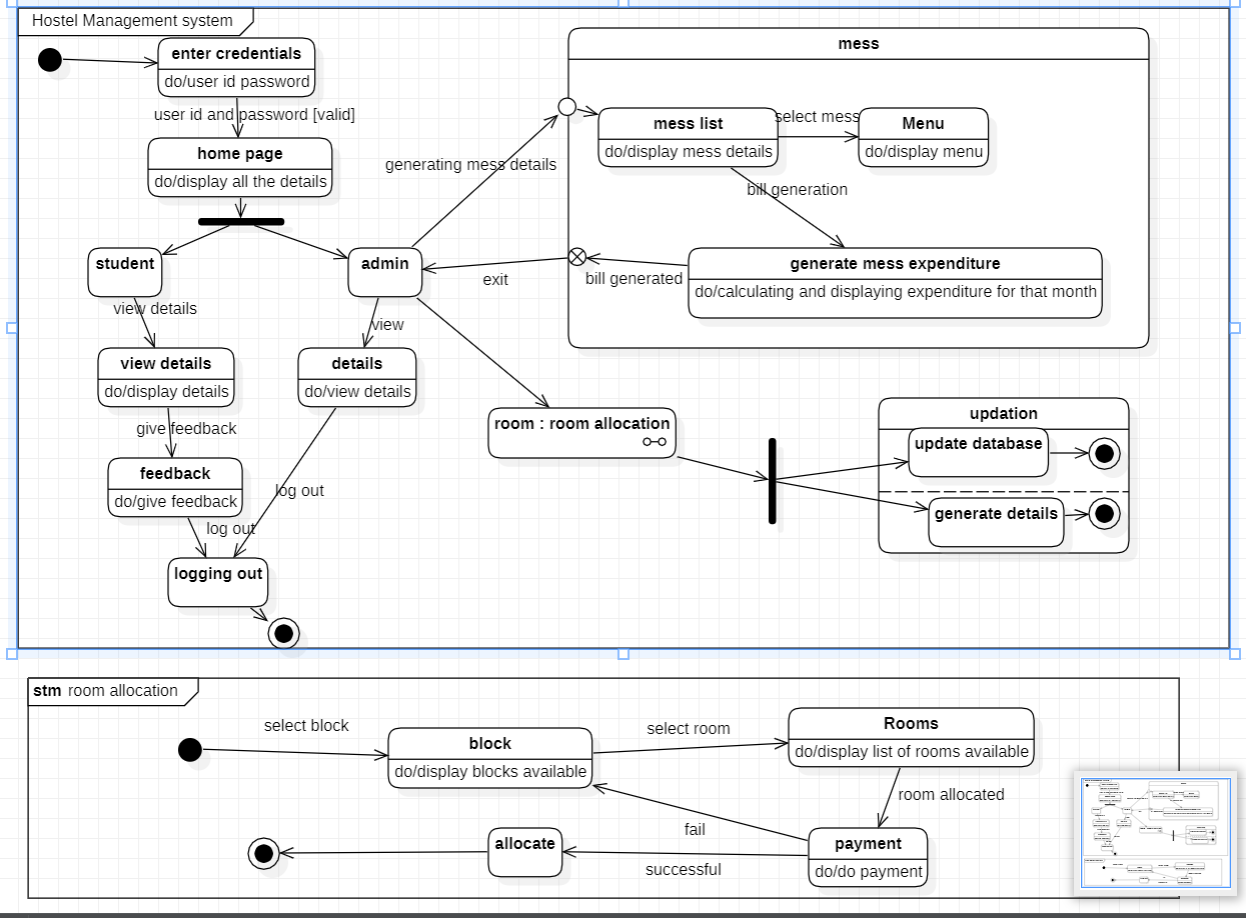 Hostel Management system
enter credentials
do/user id password
user id and password [valid]
home page
do/display all the details
student
admin
view details
view details
do/display details
give feedback
feedback
do/give feedback
log out
logging out
view
details
do/view details
log out
generating mess details
exit
mess
mess list
do/display mess details
select mess
Menu
do/display menu
bill generation
generate mess expenditure
do/calculating and displaying expenditure for that month
bill generated
room : room allocation
updation
update database
generate details
stm room allocation
select block
block
do/display blocks available
select room
Rooms
do/display list of rooms available
room allocated
payment
do/do payment
fail
successful
allocate